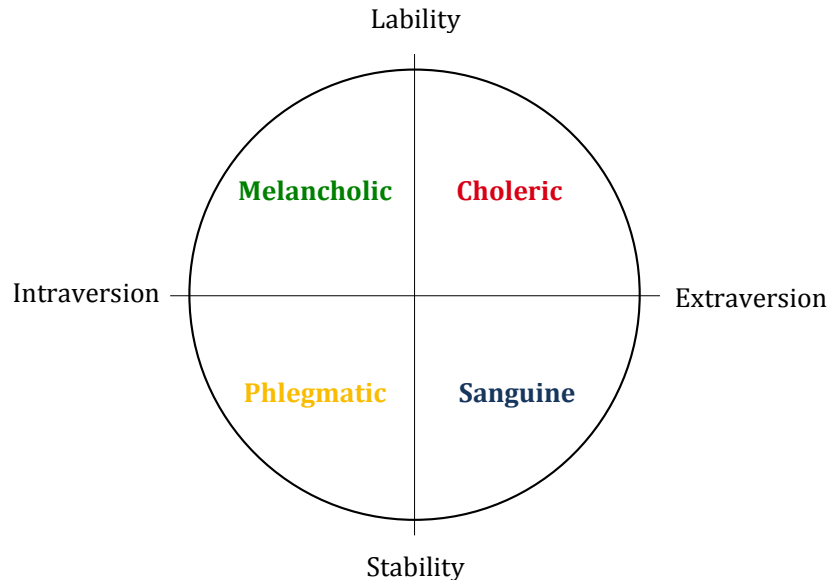 Lability
Melancholic
Choleric
Intraversion
Extraversion
Phlegmatic
Sanguine
Stability